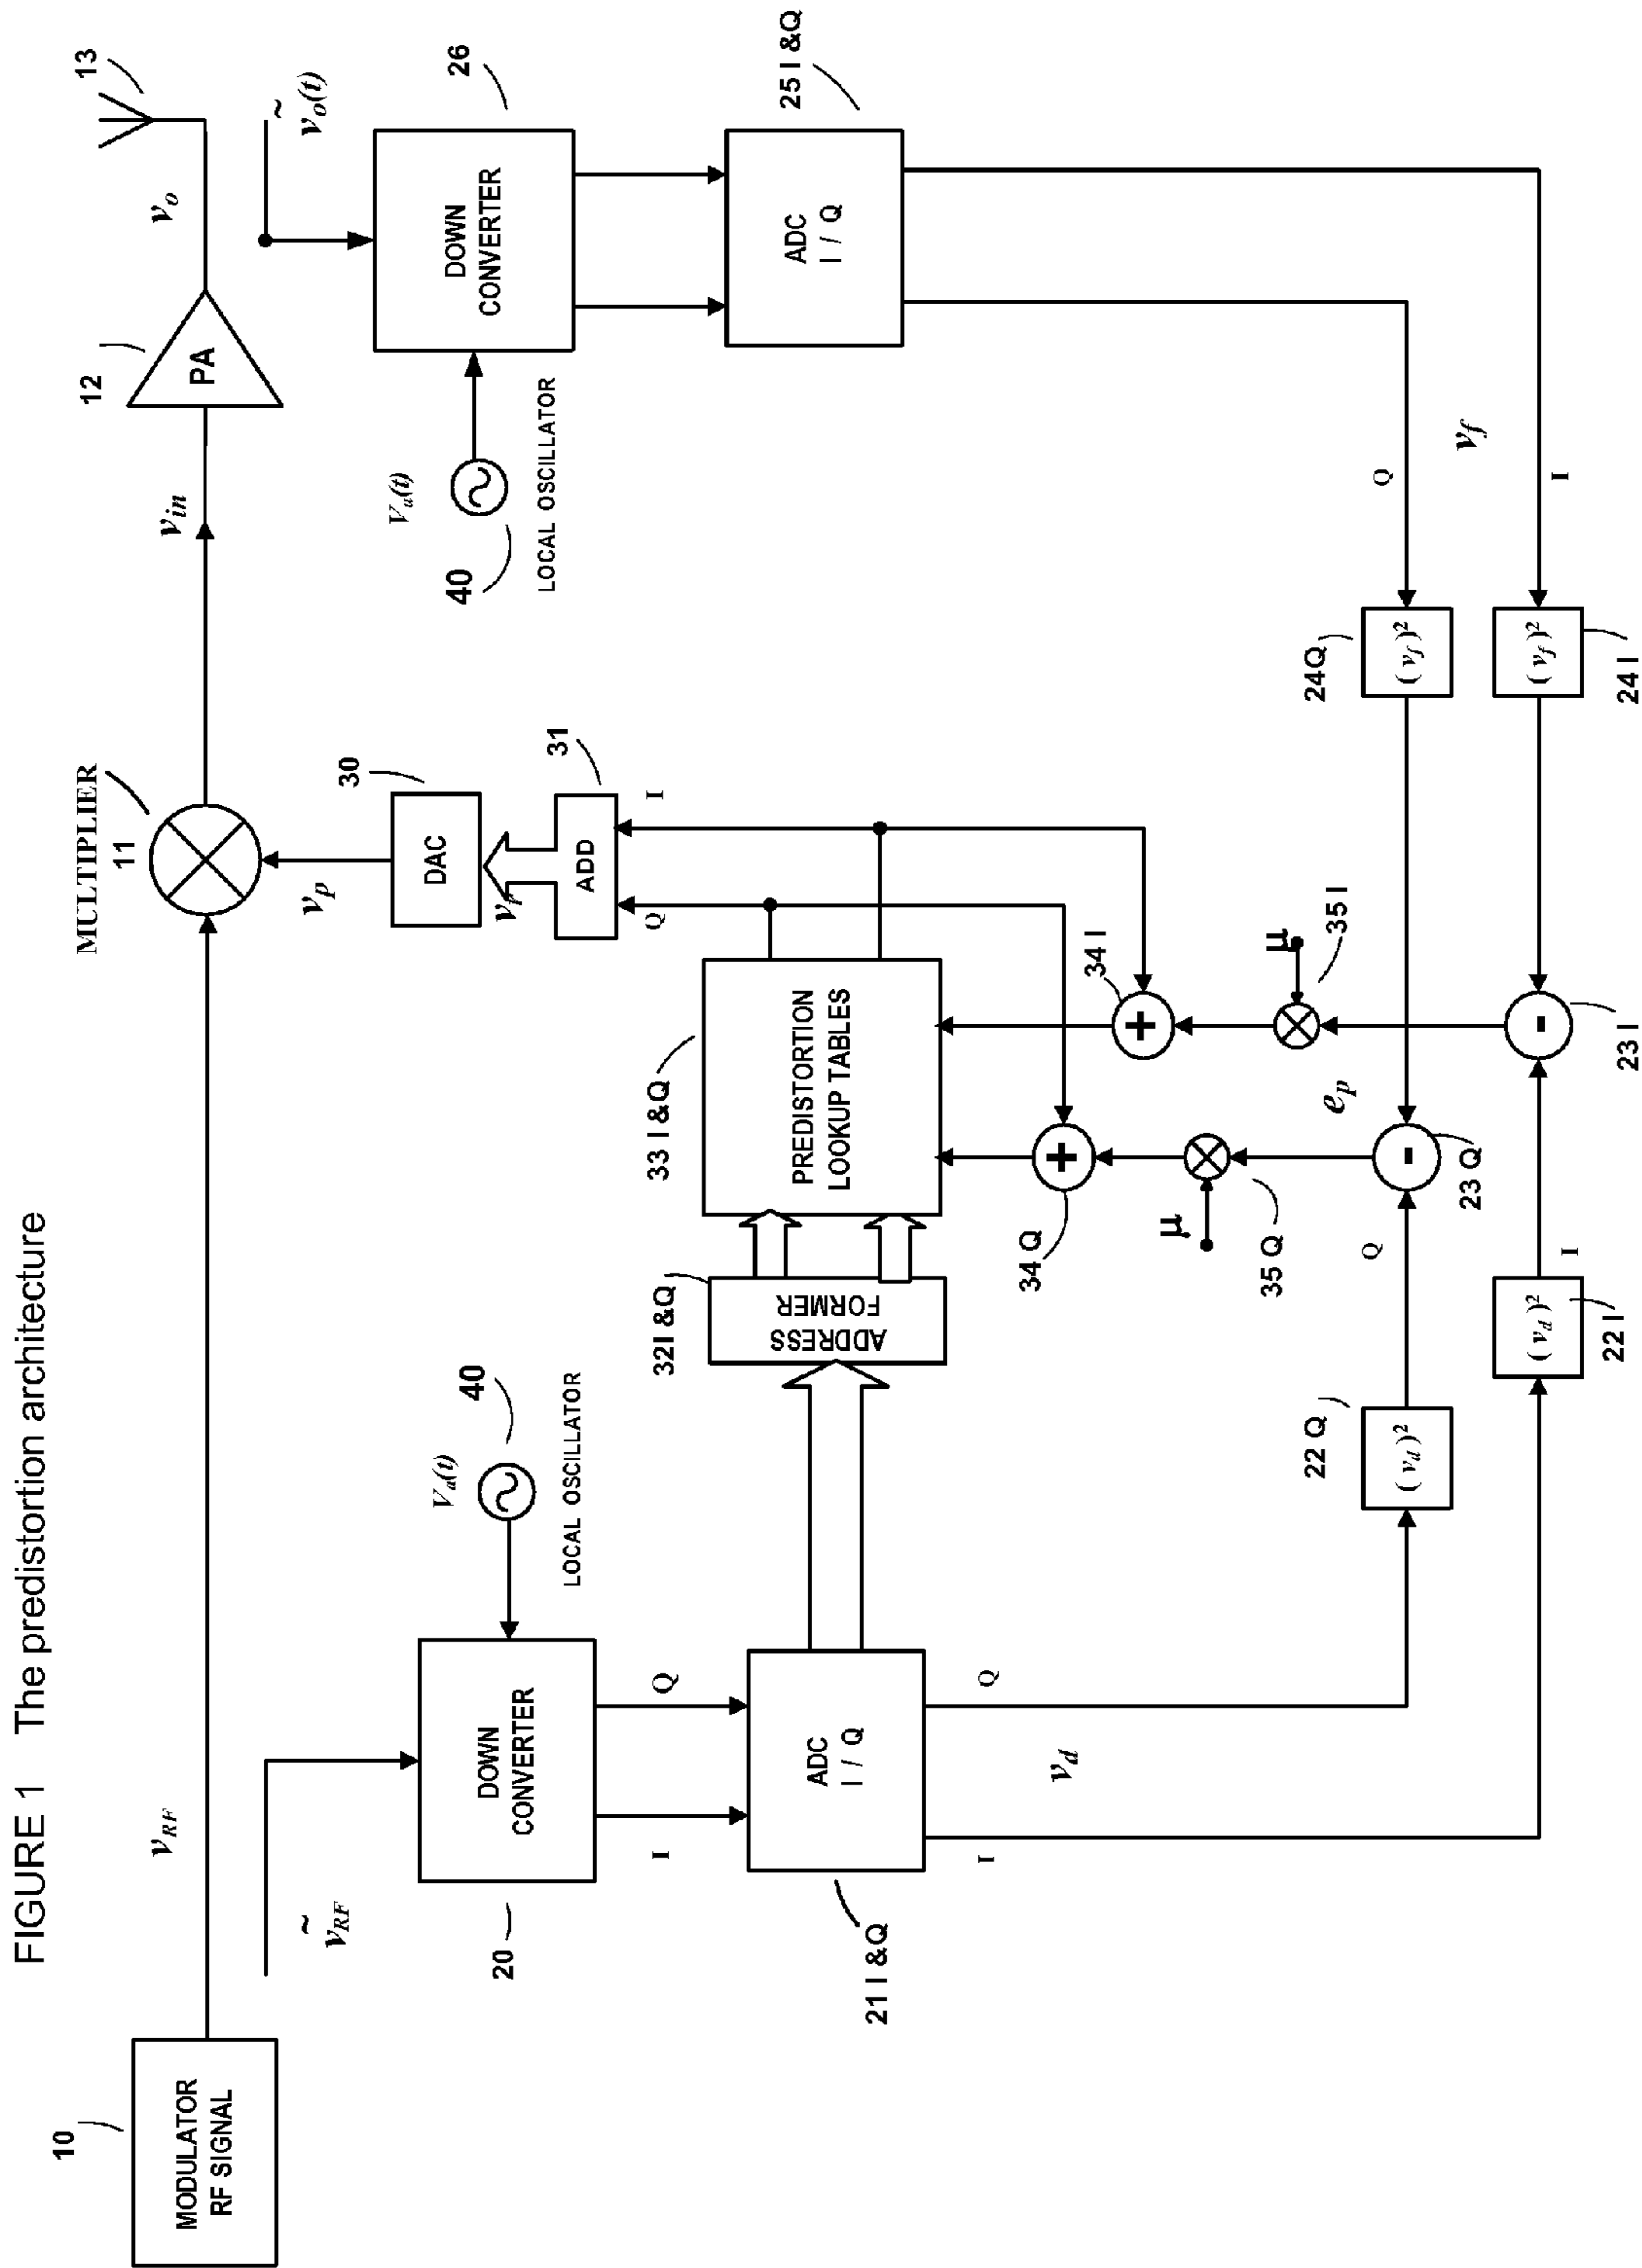 FIGURE 1 The predistortion architecture
10
MODULATOR
RF SIGNAL
v_RF
MULTIPLIER
11
v_in
12
PA
v_o
13
ṽ_RF
20
DOWN
CONVERTER
V_a(t)
40
LOCAL OSCILLATOR
I
Q
21 I &Q
ADC
I / Q
I
Q
v_d
32I &Q
ADDRESS
FORMER
33 I &Q
PREDISTORTION
LOOKUP TABLES
v_p
30
DAC
v_r
31
ADD
Q
I
34 Q
+
34 I
+
35 Q
μ
35 I
μ
ṽ_o(t)
26
DOWN
CONVERTER
V_a(t)
40
LOCAL OSCILLATOR
25 I &Q
ADC
I / Q
22 Q
(v_d)²
Q
23 Q
-
e_p
24Q
(v_f)²
Q
v_f
22 I
(v_d)²
I
23 I
-
24 I
(v_f)²
I